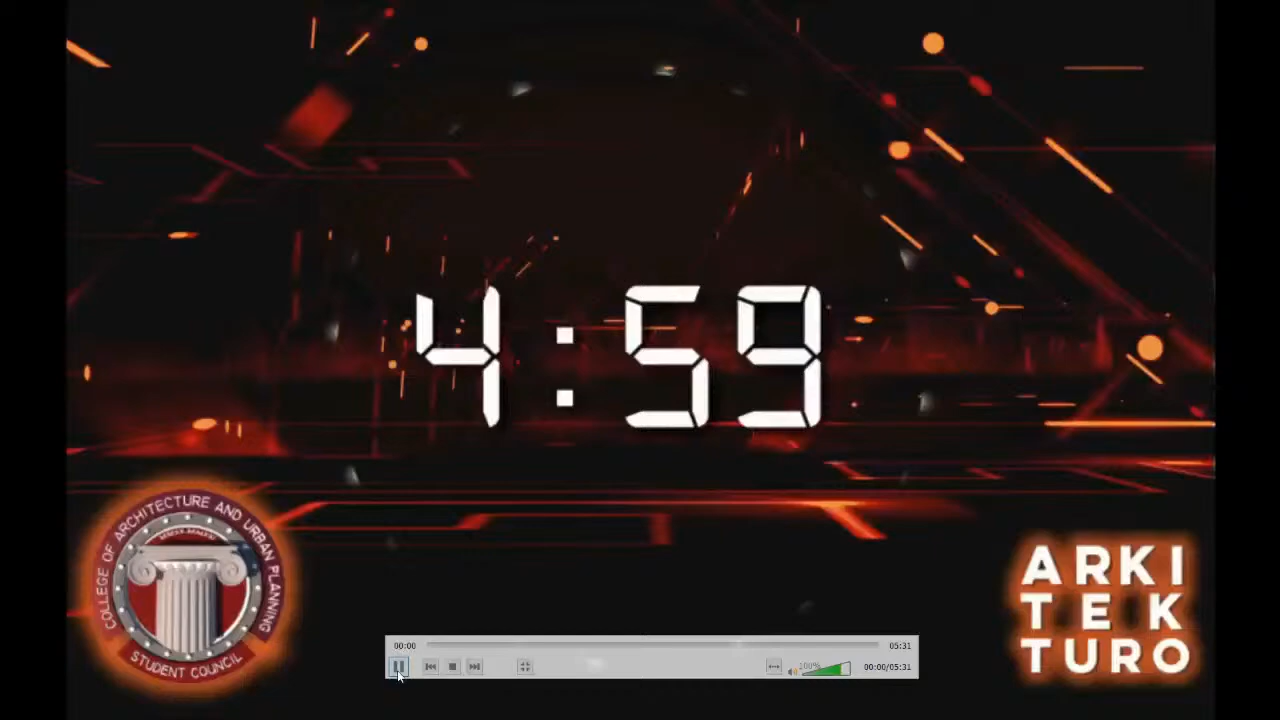 4:59
COLLEGE OF ARCHITECTURE AND URBAN PLANNING
STUDENT COUNCIL
ARKI
TEK
TURO
00:00
05:31
100%
00:00/05:31